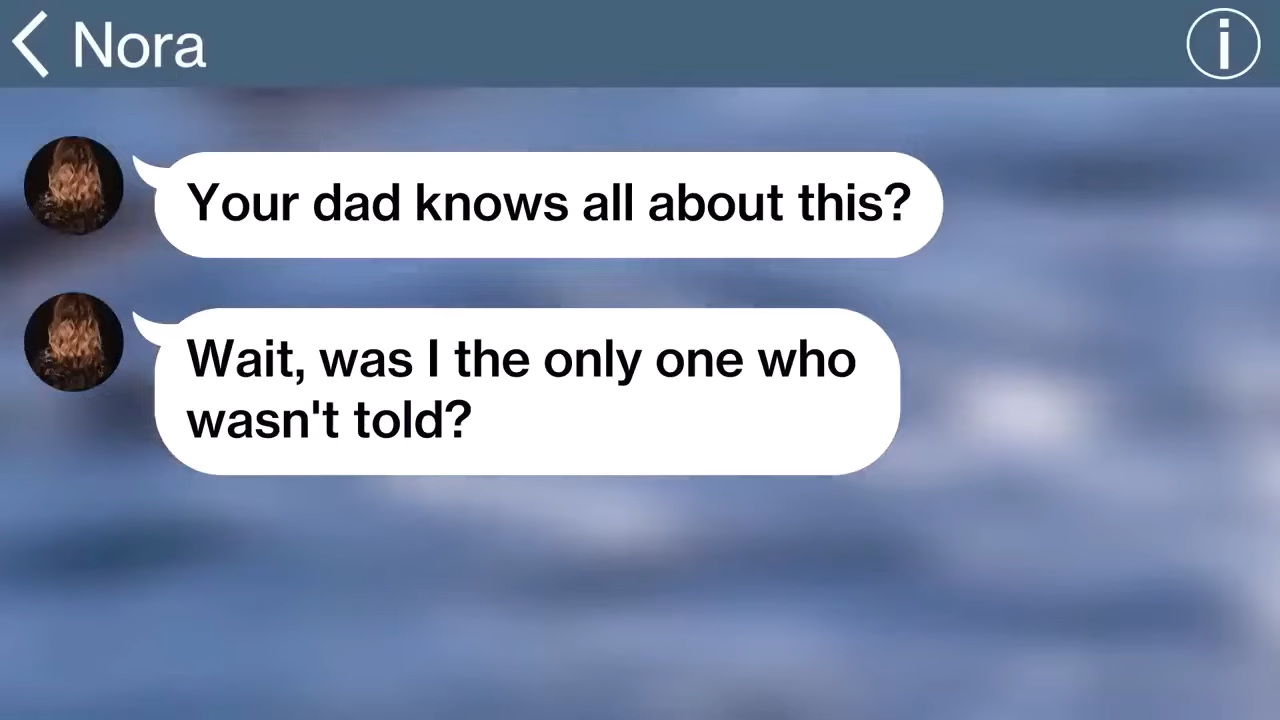 Nora
Your dad knows all about this?
Wait, was I the only one who
wasn't told?